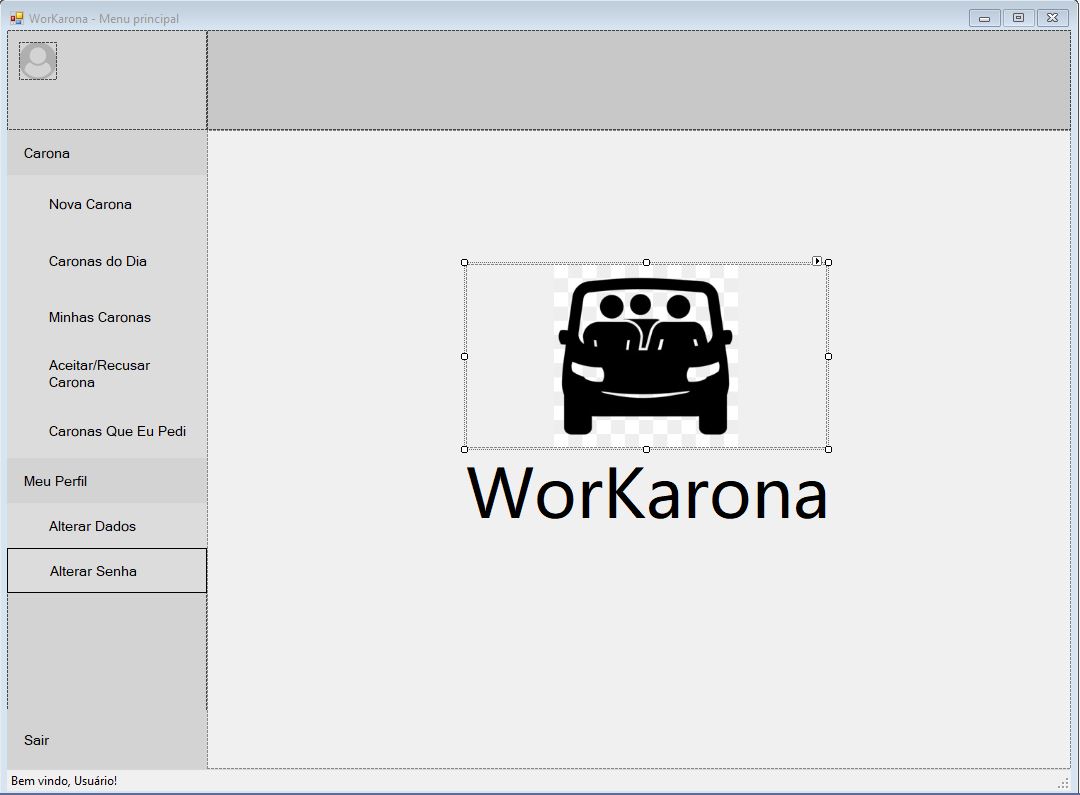 WorKarona - Menu principal
Carona
Nova Carona
Caronas do Dia
Minhas Caronas
Aceitar/Recusar
Carona
Caronas Que Eu Pedi
Meu Perfil
Alterar Dados
Alterar Senha
Sair
WorKarona
Bem vindo, Usuário!